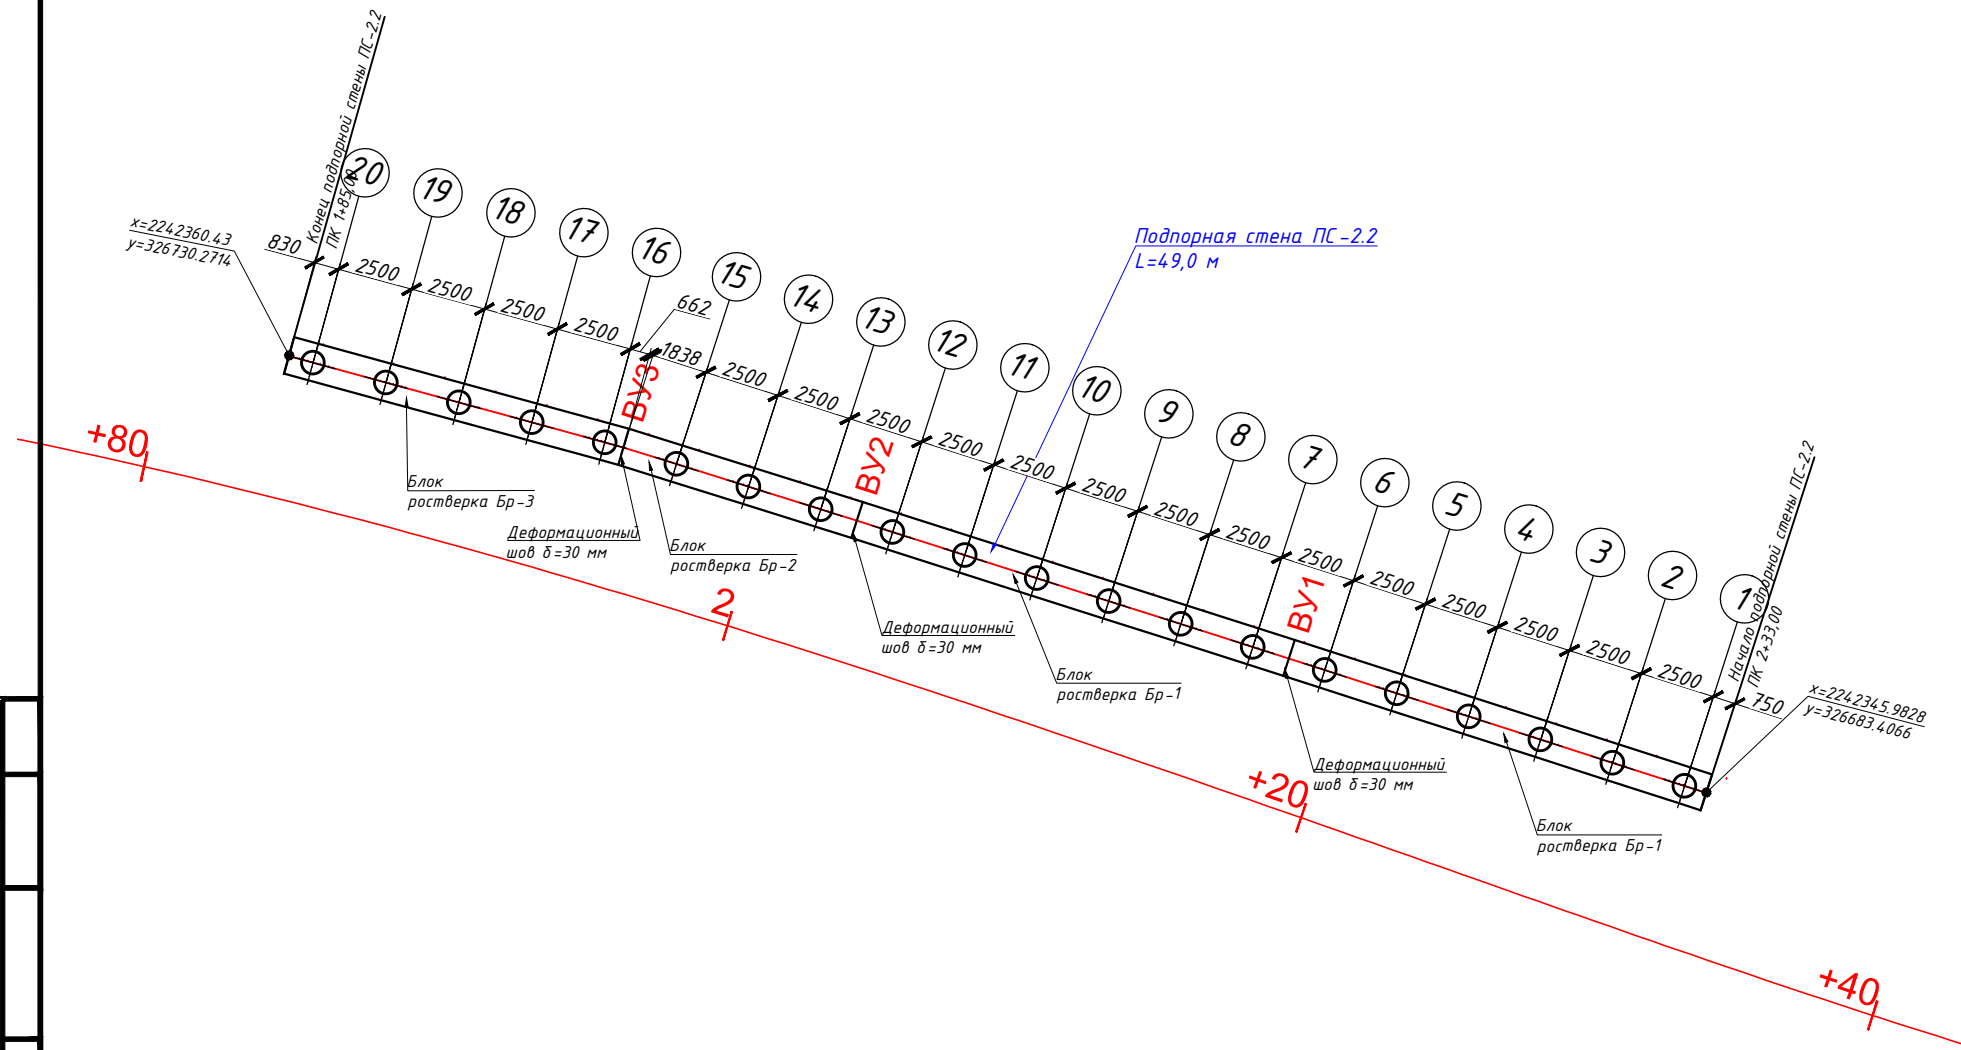 Конец подпорной стены ПС-2.2
ПК 1+85,00
x=2242360.43
y=326730.2714
20
19
18
17
16
15
14
13
12
11
10
9
8
7
6
5
4
3
2
1
830
2500
2500
2500
2500
662
1838
2500
2500
2500
2500
2500
2500
2500
2500
2500
2500
2500
2500
2500
2500
750
Подпорная стена ПС-2.2
L=49,0 м
ВУ3
ВУ2
ВУ1
Начало подпорной стены ПС-2.2
ПК 2+33,00
x=2242345.9828
y=326683.4066
Блок
ростверка Бр-3
Деформационный
шов δ=30 мм
Блок
ростверка Бр-2
Деформационный
шов δ=30 мм
Блок
ростверка Бр-1
Деформационный
шов δ=30 мм
Блок
ростверка Бр-1
+80
2
+20
+40